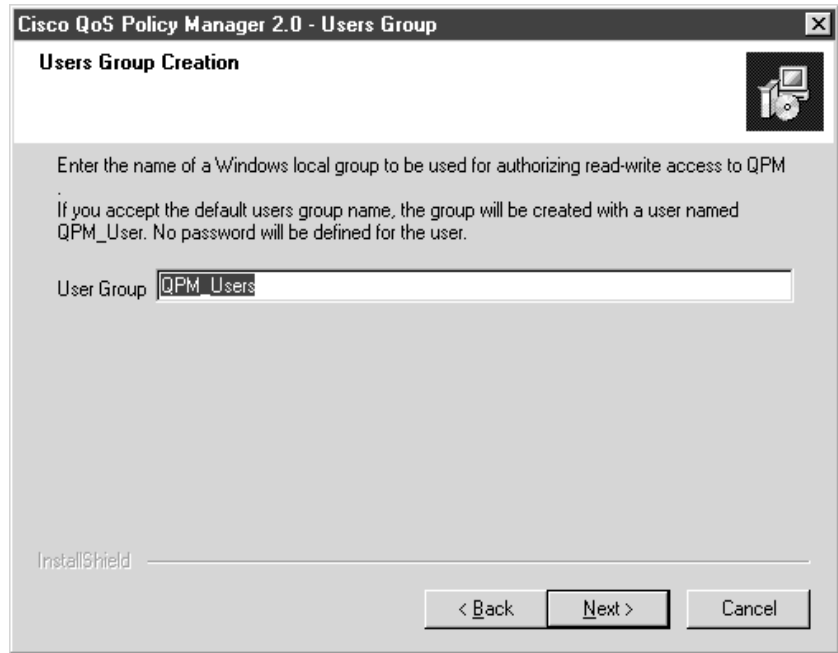 Cisco QoS Policy Manager 2.0 - Users Group
Users Group Creation
Enter the name of a Windows local group to be used for authorizing read-write access to QPM
.
If you accept the default users group name, the group will be created with a user named
QPM_User. No password will be defined for the user.
User Group QPM_Users
InstallShield
< Back Next > Cancel